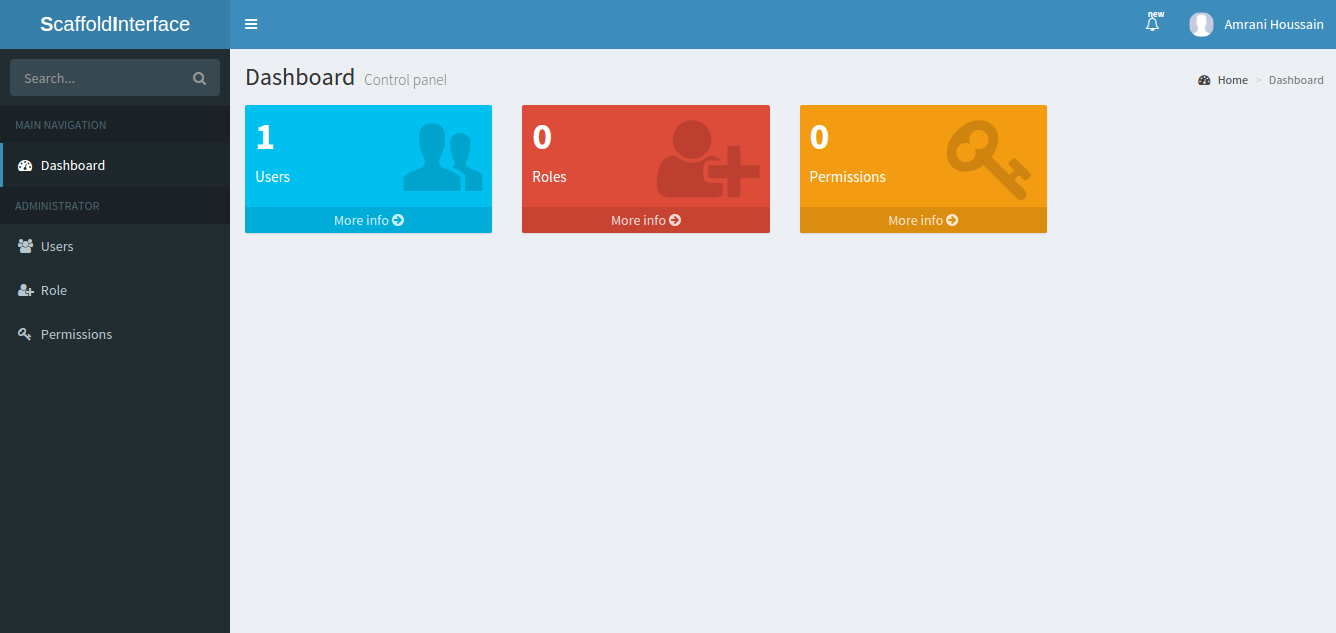 ScaffoldInterface
new
Amrani Houssain
Search...
MAIN NAVIGATION
Dashboard
ADMINISTRATOR
Users
Role
Permissions
Dashboard Control panel
Home > Dashboard
1
Users
More info
0
Roles
More info
0
Permissions
More info